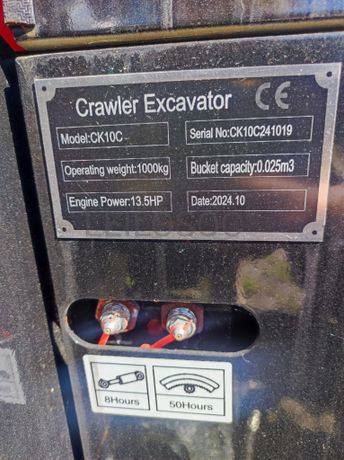 Crawler Excavator CE
Model:CK10C
Serial No:CK10C241019
Operating weight:1000kg
Bucket capacity:0.025m3
Engine Power:13.5HP
Date:2024.10
8Hours
50Hours